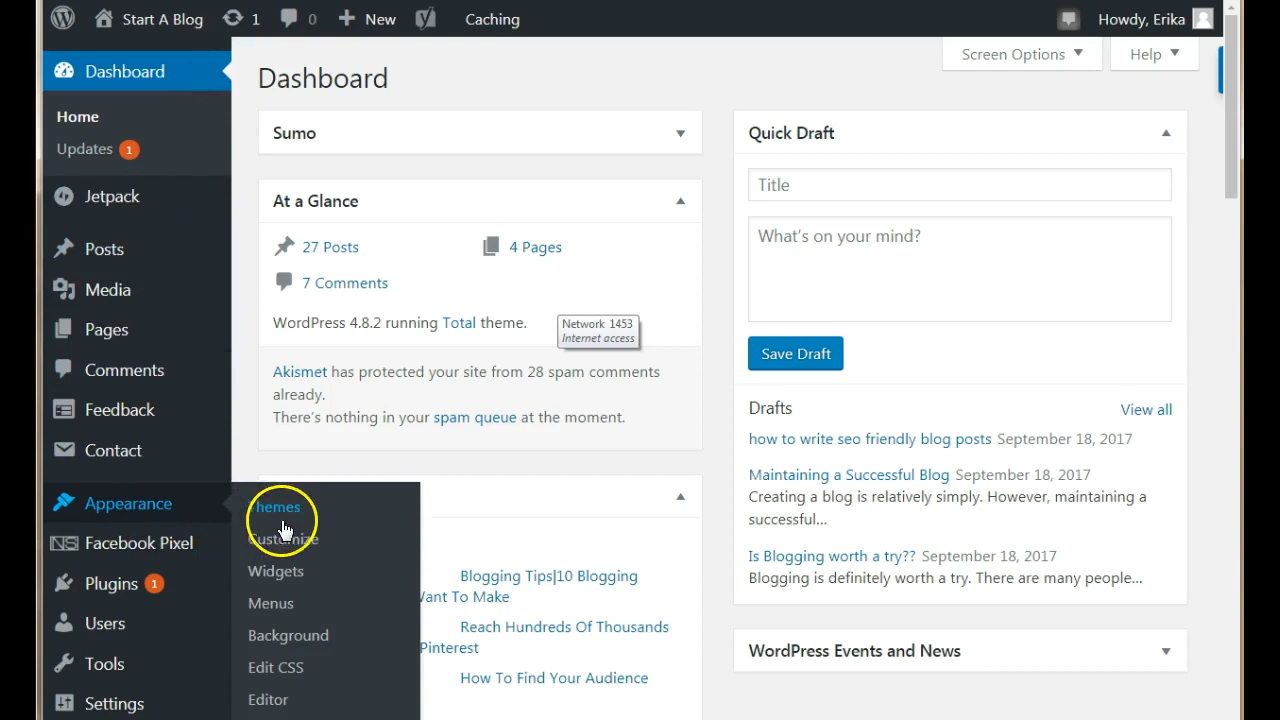 Start A Blog 1 0 New Caching Howdy, Erika
Screen Options Help
Dashboard
Home
Updates 1
Jetpack
Posts
Media
Pages
Comments
Feedback
Contact
Appearance
Facebook Pixel
Plugins 1
Users
Tools
Settings
Themes
Customize
Widgets
Menus
Background
Edit CSS
Editor
Dashboard
Sumo
At a Glance
27 Posts 4 Pages
7 Comments
WordPress 4.8.2 running Total theme.
Network 1453
Internet access
Akismet has protected your site from 28 spam comments
already.
There's nothing in your spam queue at the moment.
Blogging Tips|10 Blogging
Want To Make
Reach Hundreds Of Thousands
Pinterest
How To Find Your Audience
Quick Draft
Title
What's on your mind?
Save Draft
Drafts View all
how to write seo friendly blog posts September 18, 2017
Maintaining a Successful Blog September 18, 2017
Creating a blog is relatively simply. However, maintaining a
successful...
Is Blogging worth a try?? September 18, 2017
Blogging is definitely worth a try. There are many people...
WordPress Events and News